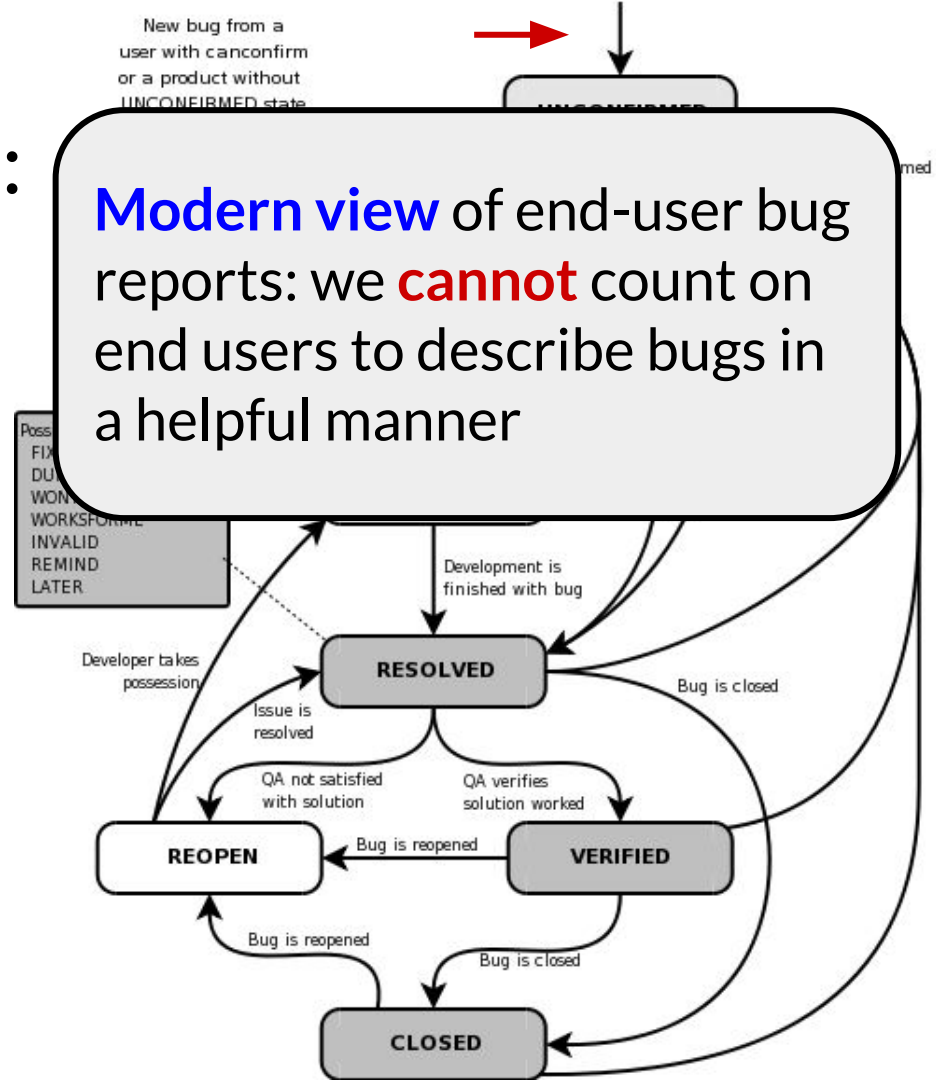 New bug from a
user with canconfirm
or a product without
UNCONFIRMED state
UNCONFIRMED
:
Modern view of end-user bug
reports: we cannot count on
end users to describe bugs in
a helpful manner
WORKSFORME
INVALID
REMIND
LATER
Development is
finished with bug
RESOLVED
Developer takes
possession
Bug is closed
Issue is
resolved
QA not satisfied
with solution
QA verifies
solution worked
REOPEN
Bug is reopened
VERIFIED
Bug is reopened
Bug is closed
CLOSED